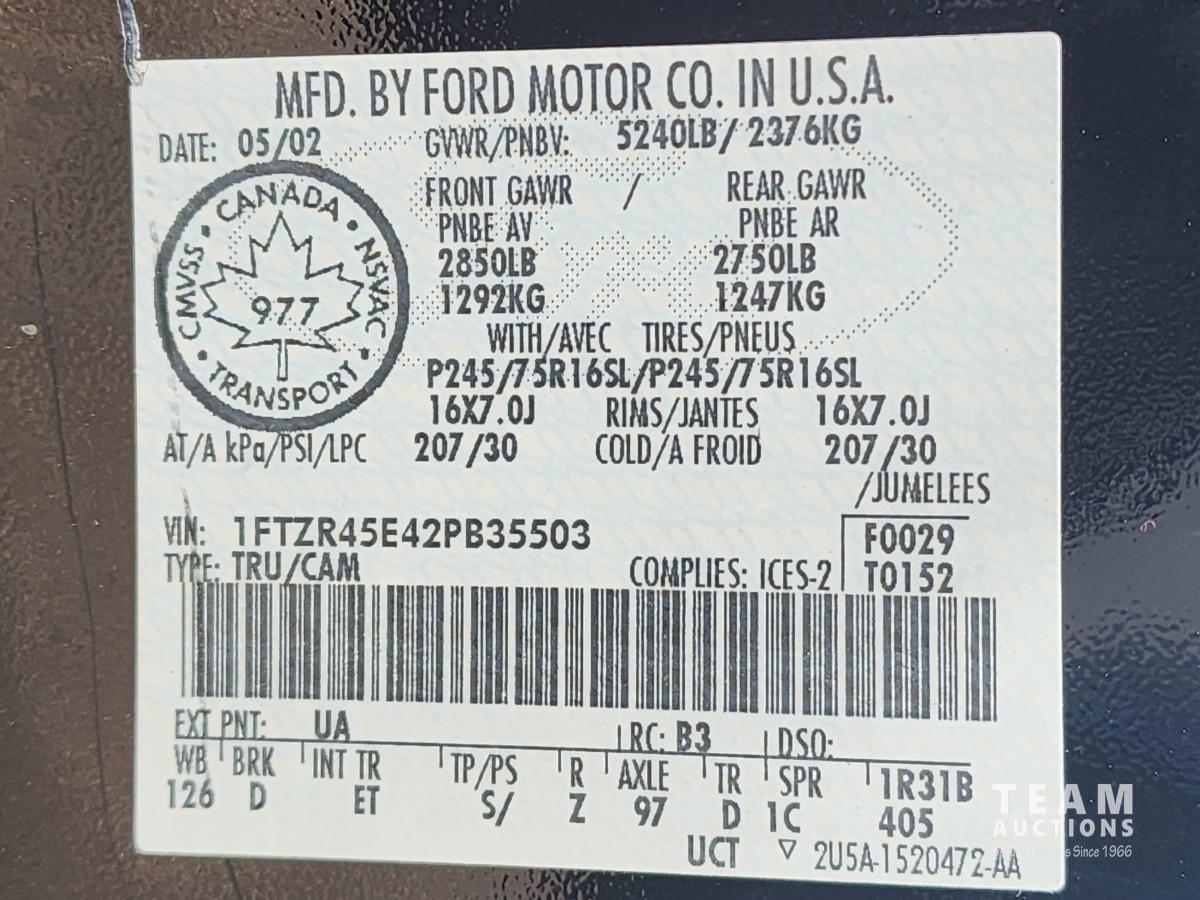 MFD. BY FORD MOTOR CO. IN U.S.A.
DATE: 05/02 GVWR/PNBV: 5240LB/ 2376KG
CANADA • NSVAC • TRANSPORT • CMVSS •
977
FRONT GAWR / REAR GAWR
PNBE AV PNBE AR
2850LB 2750LB
1292KG 1247KG
WITH/AVEC TIRES/PNEUS
P245/75R16SL/P245/75R16SL
16X7.0J RIMS/JANTES 16X7.0J
AT/A kPa/PSI/LPC 207/30 COLD/A FROID 207/30
/JUMELEES
VIN: 1FTZR45E42PB35503 F0029
TYPE: TRU/CAM COMPLIES: ICES-2 T0152
EXT PNT: UA RC: B3 DSO:
WB BRK INT TR TP/PS R AXLE TR SPR 1R31B
126 D ET S/ Z 97 D 1C 405
UCT ▽ 2U5A-1520472-AA
TEAM
AUCTIONS
Since 1966